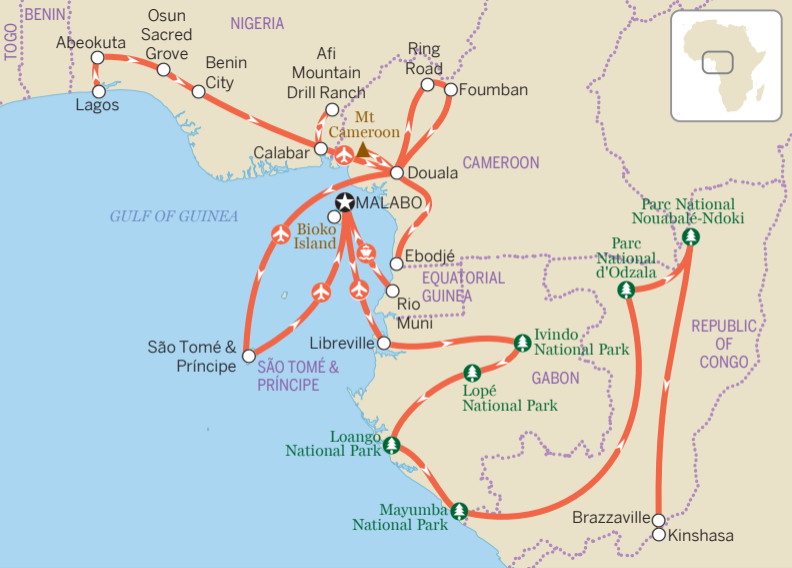 BENIN
TOGO
NIGERIA
Abeokuta
Osun
Sacred
Grove
Benin
City
Lagos
Afi
Mountain
Drill Ranch
Ring
Road
Foumban
Mt
Cameroon
Calabar
Douala
CAMEROON
GULF OF GUINEA
MALABO
Bioko
Island
Ebodjé
EQUATORIAL
GUINEA
Rio
Muni
Parc National
Nouabalé-Ndoki
Parc
National
d'Odzala
REPUBLIC
OF
CONGO
São Tomé &
Príncipe
SÃO TOMÉ &
PRÍNCIPE
Libreville
Ivindo
National Park
GABON
Lopé
National Park
Loango
National Park
Mayumba
National Park
Brazzaville
Kinshasa